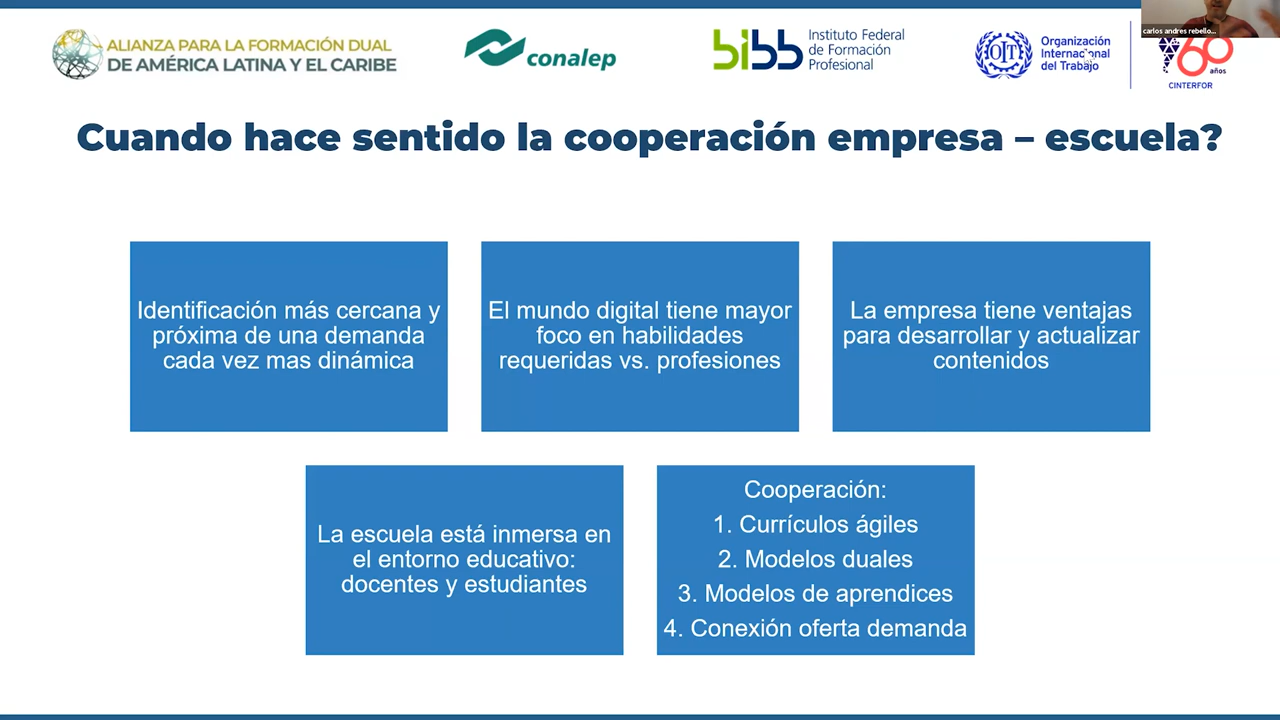 ALIANZA PARA LA FORMACIÓN DUAL
DE AMÉRICA LATINA Y EL CARIBE
conalep
bibb
Instituto Federal
de Formación
Profesional
OIT
Organización
Internacional
del Trabajo
60
años
CINTERFOR
carlos andres rebello...
Cuando hace sentido la cooperación empresa – escuela?
Identificación más cercana y
próxima de una demanda
cada vez mas dinámica
El mundo digital tiene mayor
foco en habilidades
requeridas vs. profesiones
La empresa tiene ventajas
para desarrollar y actualizar
contenidos
La escuela está inmersa en
el entorno educativo:
docentes y estudiantes
Cooperación:
1. Currículos ágiles
2. Modelos duales
3. Modelos de aprendices
4. Conexión oferta demanda